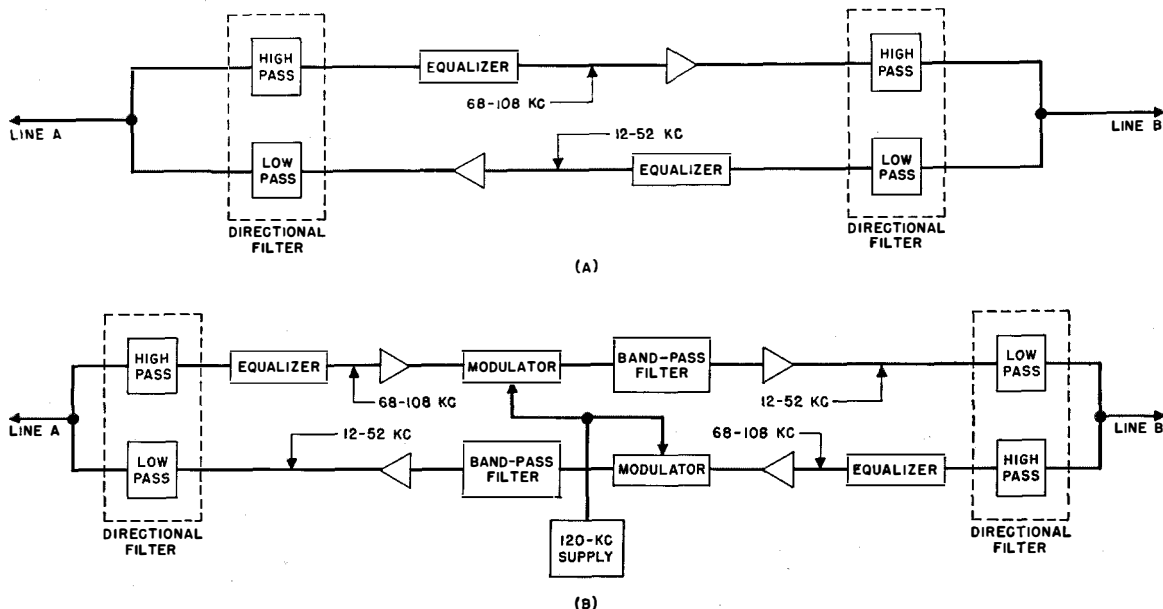 HIGH
PASS
EQUALIZER
68-108 KC
HIGH
PASS
LINE A
LINE B
12-52 KC
LOW
PASS
EQUALIZER
LOW
PASS
DIRECTIONAL
FILTER
DIRECTIONAL
FILTER
(A)
HIGH
PASS
EQUALIZER
68-108 KC
MODULATOR
BAND-PASS
FILTER
12-52 KC
LOW
PASS
LINE A
LINE B
12-52 KC
68-108 KC
LOW
PASS
BAND-PASS
FILTER
MODULATOR
EQUALIZER
HIGH
PASS
DIRECTIONAL
FILTER
120-KC
SUPPLY
DIRECTIONAL
FILTER
(B)